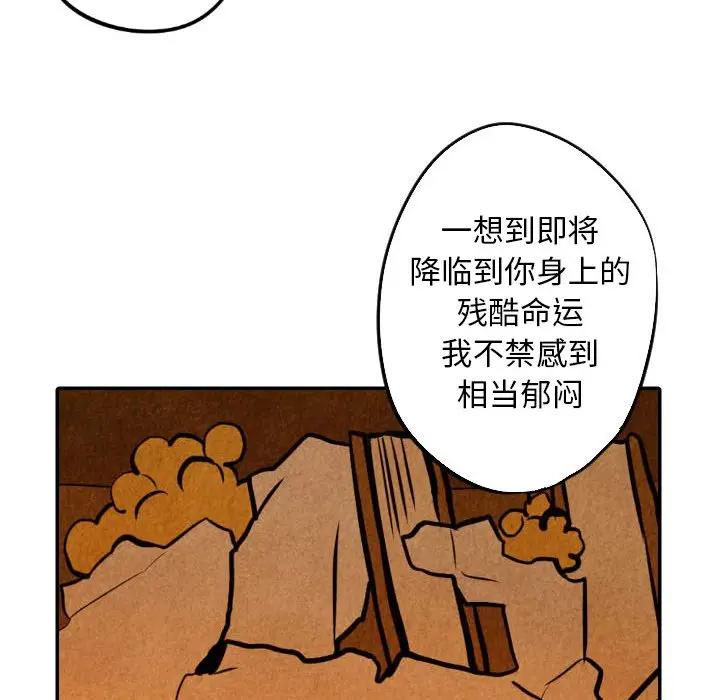 一想到即将
降临到你身上的
残酷命运
我不禁感到
相当郁闷